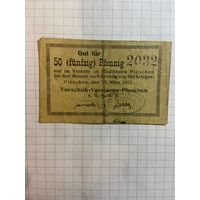 Gut für
50 (fünfzig) Pfennig 2032
nur im Verkehr im Stadtbezirk Pleschen
bis drei Monate nach Beendigung des Krieges.
Pleschen, den 15. März 1917.
Vorschuß-Verein zu Pleschen
e. G. m. b. H.